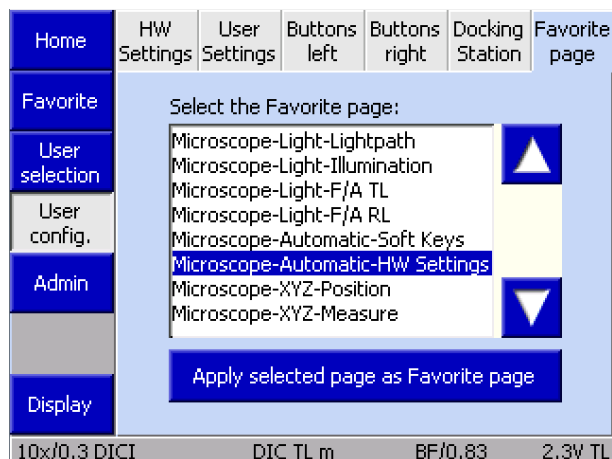 Home
HW Settings
User Settings
Buttons left
Buttons right
Docking Station
Favorite page
Favorite
User selection
User config.
Admin
Display
Select the Favorite page:
Microscope-Light-Lightpath
Microscope-Light-Illumination
Microscope-Light-F/A TL
Microscope-Light-F/A RL
Microscope-Automatic-Soft Keys
Microscope-Automatic-HW Settings
Microscope-XYZ-Position
Microscope-XYZ-Measure
Apply selected page as Favorite page
10x/0.3 DICI DIC TL m BF/0.83 2.3V TL